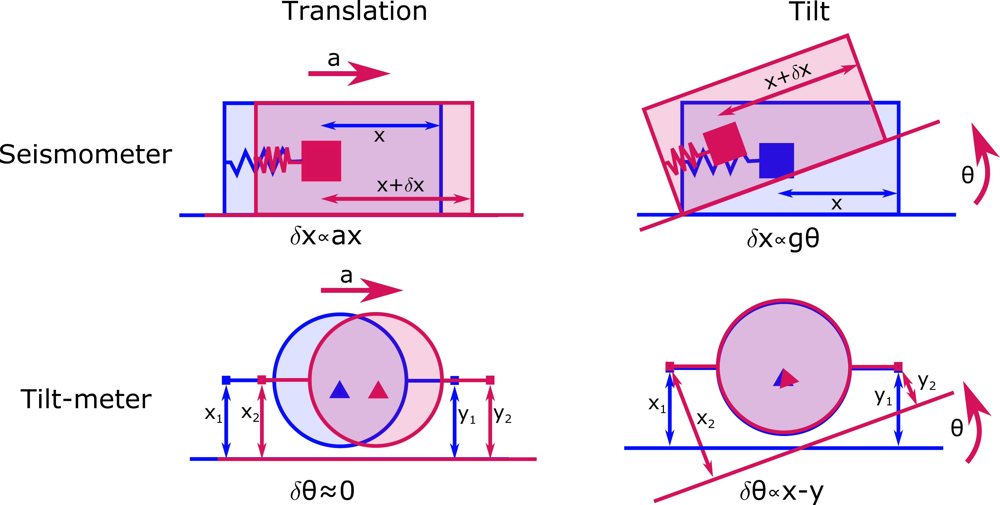 Translation
Tilt
a
x+δx
x
Seismometer
x+δx
θ
x
δx∝ax
δx∝gθ
a
Tilt-meter
x₁
x₂
y₁
y₂
x₁
x₂
y₁
y₂
θ
δθ≈0
δθ∝x-y